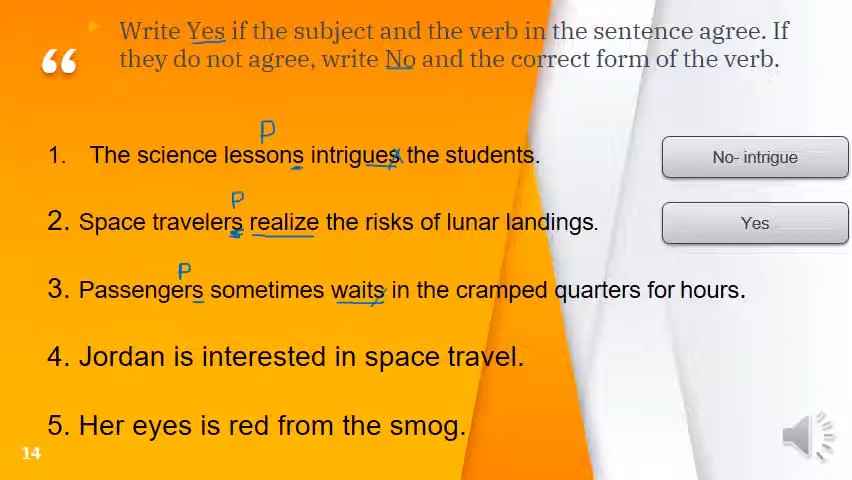 Write Yes if the subject and the verb in the sentence agree. If
they do not agree, write No and the correct form of the verb.
P
1. The science lessons intrigues the students.
No- intrigue
P
2. Space travelers realize the risks of lunar landings.
Yes
P
3. Passengers sometimes waits in the cramped quarters for hours.
4. Jordan is interested in space travel.
5. Her eyes is red from the smog.
14